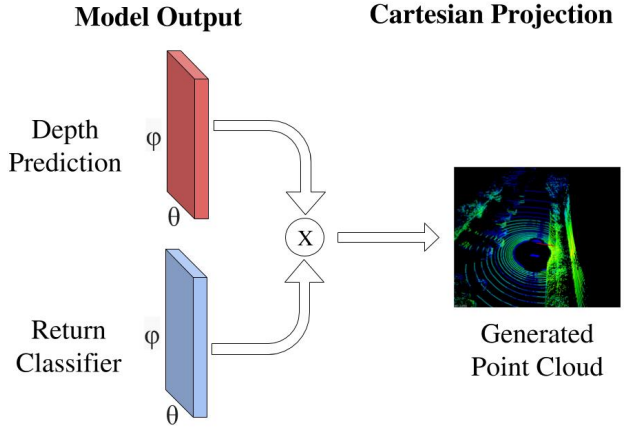 Model Output
Cartesian Projection
Depth
Prediction
φ
θ
X
Return
Classifier
φ
θ
Generated
Point Cloud